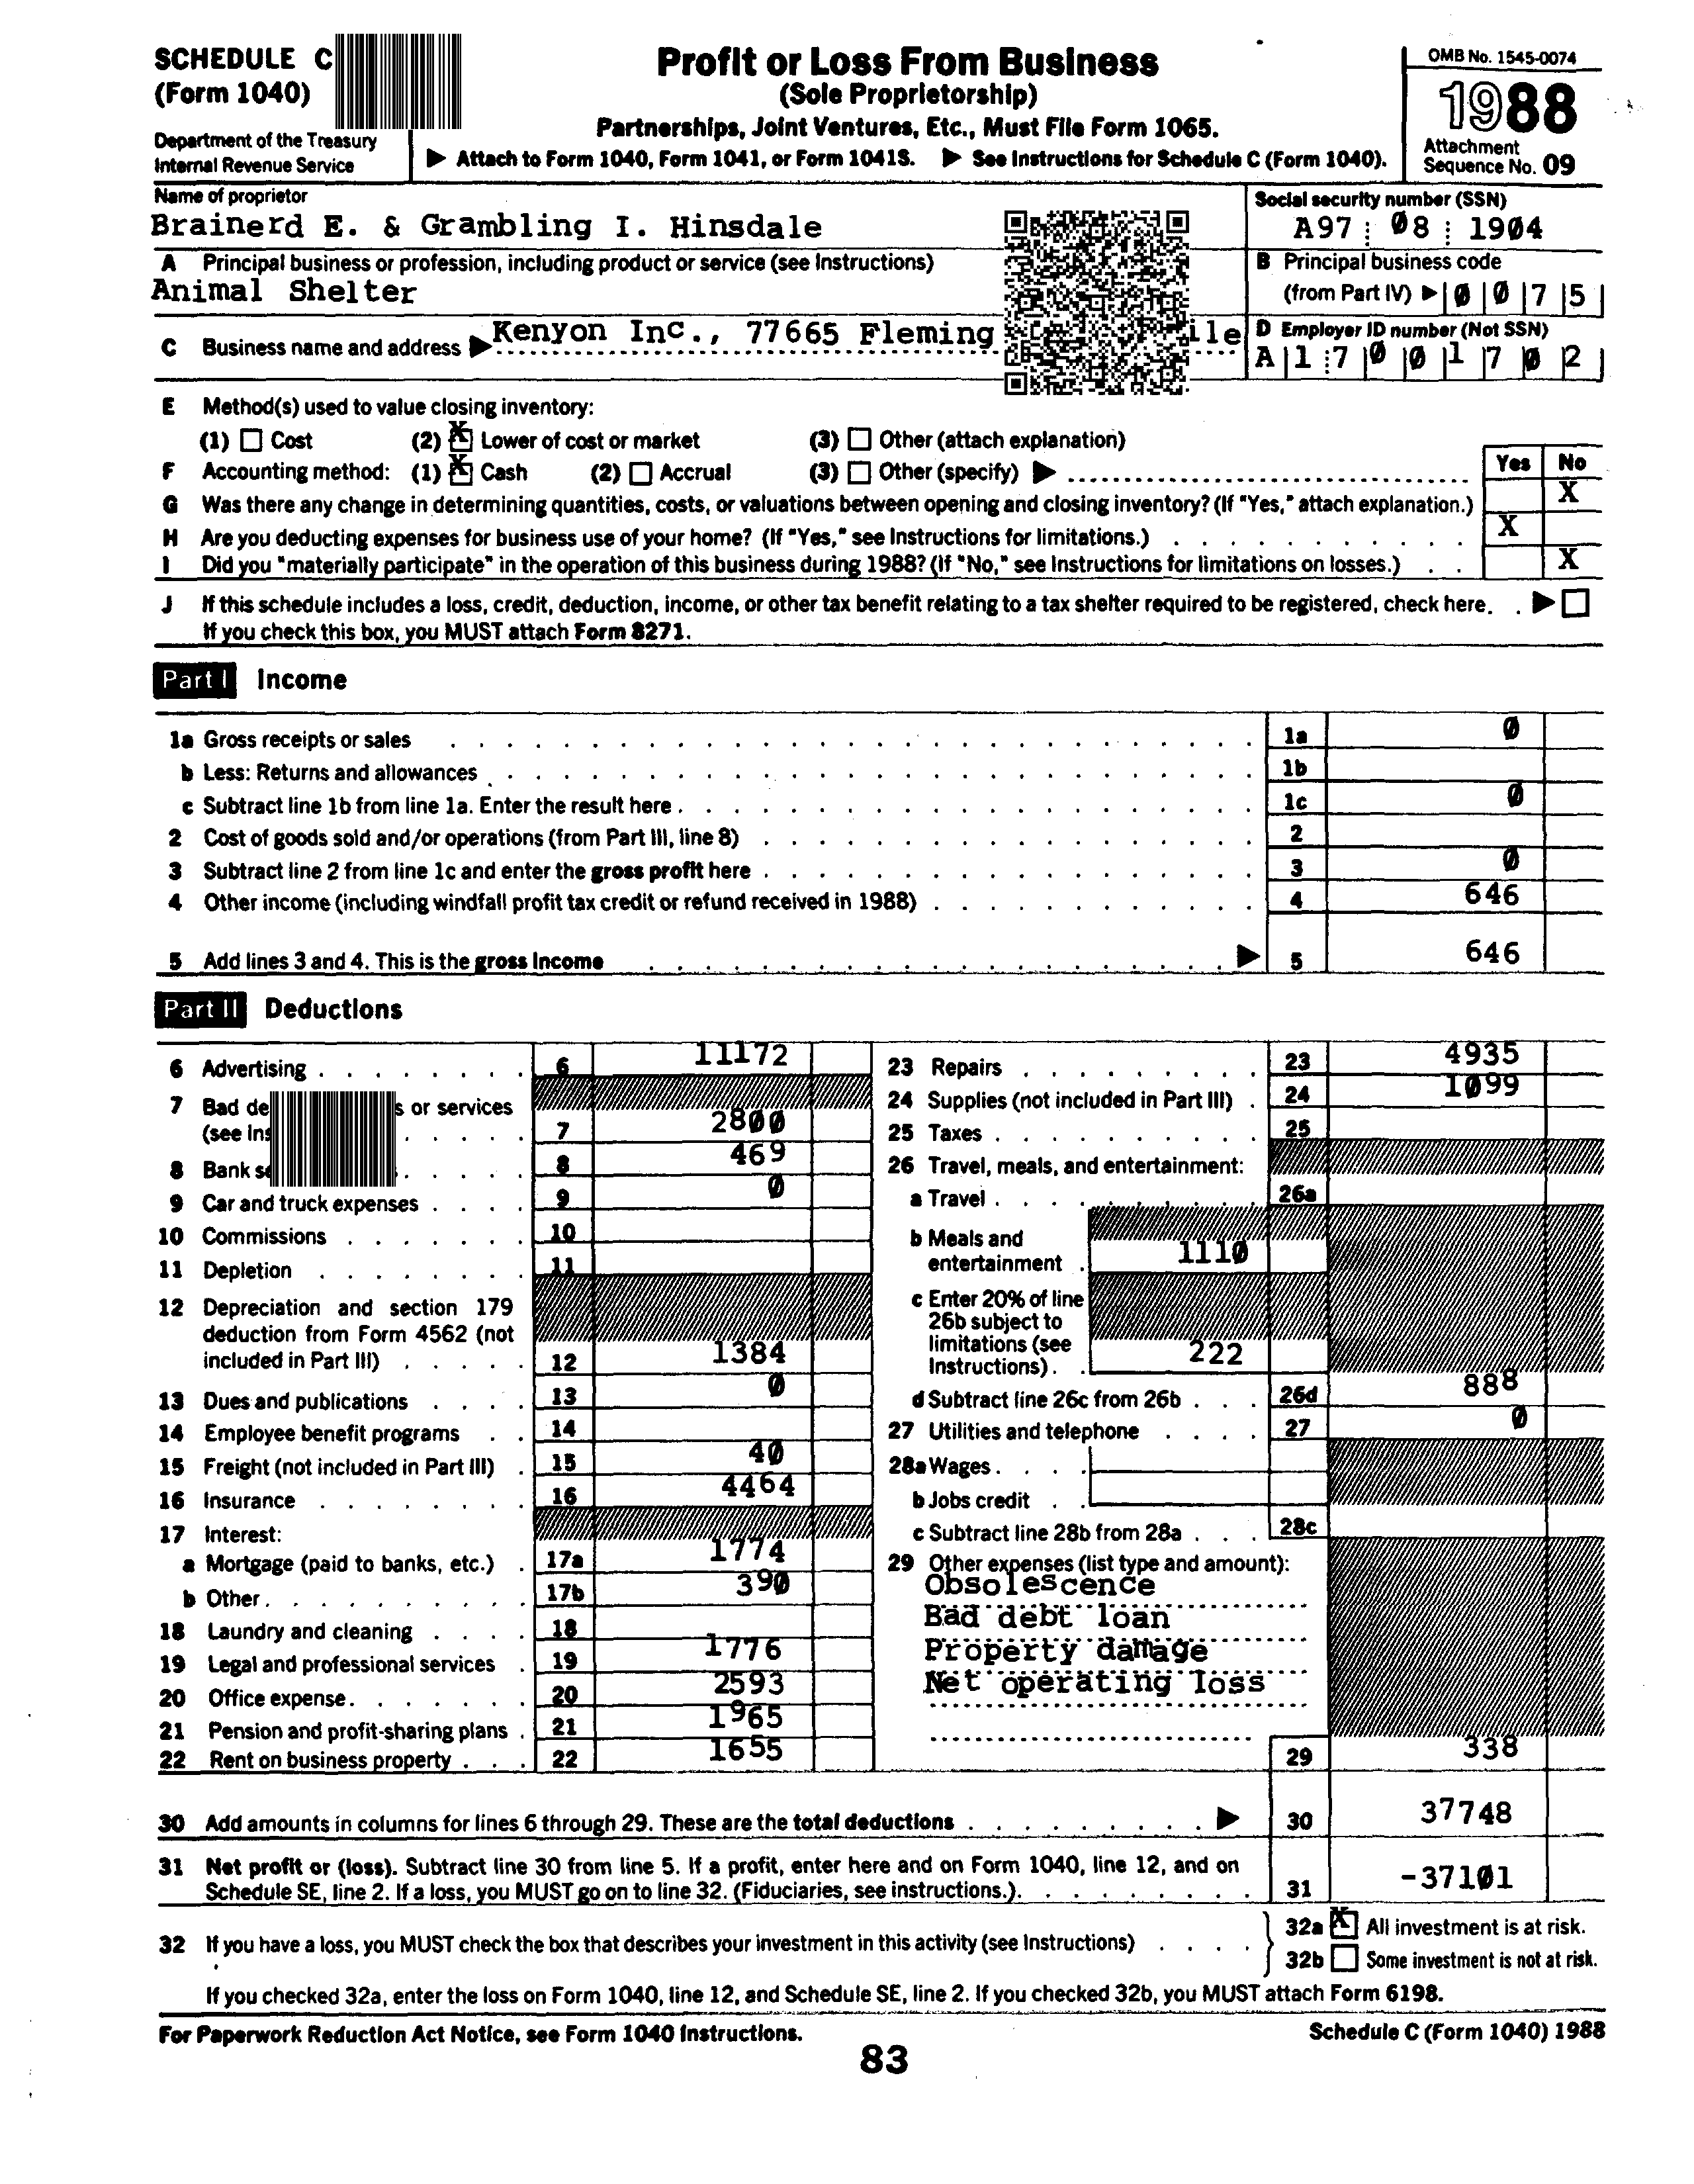 SCHEDULE C
(Form 1040)
Department of the Treasury
Internal Revenue Service
Profit or Loss From Business
(Sole Proprietorship)
Partnerships, Joint Ventures, Etc., Must File Form 1065.
▶ Attach to Form 1040, Form 1041, or Form 1041S. ▶ See Instructions for Schedule C (Form 1040).
OMB No. 1545-0074
1988
Attachment
Sequence No. 09
Name of proprietor
Brainerd E. & Grambling I. Hinsdale
Social security number (SSN)
A97 : 08 : 1904
A Principal business or profession, including product or service (see Instructions)
Animal Shelter
B Principal business code
(from Part IV) ▶ 0 0 7 5
C Business name and address ▶ Kenyon Inc., 77665 Fleming
D Employer ID number (Not SSN)
A 1 7 0 0 1 7 0 2
E Method(s) used to value closing inventory:
(1) ☐ Cost (2) ☒ Lower of cost or market (3) ☐ Other (attach explanation)
F Accounting method: (1) ☒ Cash (2) ☐ Accrual (3) ☐ Other (specify) ▶
Yes No
G Was there any change in determining quantities, costs, or valuations between opening and closing inventory? (If "Yes," attach explanation.) X
H Are you deducting expenses for business use of your home? (If "Yes," see Instructions for limitations.) X
I Did you "materially participate" in the operation of this business during 1988? (If "No," see Instructions for limitations on losses.) X
J If this schedule includes a loss, credit, deduction, income, or other tax benefit relating to a tax shelter required to be registered, check here. ▶ ☐
If you check this box, you MUST attach Form 8271.
Part I Income
1a Gross receipts or sales 1a 0
b Less: Returns and allowances 1b
c Subtract line 1b from line 1a. Enter the result here 1c 0
2 Cost of goods sold and/or operations (from Part III, line 8) 2
3 Subtract line 2 from line 1c and enter the gross profit here 3 0
4 Other income (including windfall profit tax credit or refund received in 1988) 4 646
5 Add lines 3 and 4. This is the gross income ▶ 5 646
Part II Deductions
6 Advertising 6 11172
7 Bad s or services
(see 7 2800
8 Bank 8 469
9 Car and truck expenses 9 0
10 Commissions 10
11 Depletion 11
12 Depreciation and section 179
deduction from Form 4562 (not
included in Part III) 12 1384
13 Dues and publications 13 0
14 Employee benefit programs 14
15 Freight (not included in Part III) 15 40
16 Insurance 16 4464
17 Interest:
a Mortgage (paid to banks, etc.) 17a 1774
b Other 17b 390
18 Laundry and cleaning 18
19 Legal and professional services 19 1776
20 Office expense 20 2593
21 Pension and profit-sharing plans 21 1965
22 Rent on business property 22 1655
23 Repairs 23 4935
24 Supplies (not included in Part III) 24 1099
25 Taxes 25
26 Travel, meals, and entertainment:
a Travel 26a
b Meals and
entertainment 1110
c Enter 20% of line
26b subject to
limitations (see
Instructions) 222
d Subtract line 26c from 26b 26d 888
27 Utilities and telephone 27 0
28a Wages
b Jobs credit
c Subtract line 28b from 28a 28c
29 Other expenses (list type and amount):
Obsolescence
Bad debt loan
Property damage
Net operating loss
29 338
30 Add amounts in columns for lines 6 through 29. These are the total deductions ▶ 30 37748
31 Net profit or (loss). Subtract line 30 from line 5. If a profit, enter here and on Form 1040, line 12, and on
Schedule SE, line 2. If a loss, you MUST go on to line 32. (Fiduciaries, see instructions.) 31 -37101
32 If you have a loss, you MUST check the box that describes your investment in this activity (see Instructions)
32a ☒ All investment is at risk.
32b ☐ Some investment is not at risk.
If you checked 32a, enter the loss on Form 1040, line 12, and Schedule SE, line 2. If you checked 32b, you MUST attach Form 6198.
For Paperwork Reduction Act Notice, see Form 1040 Instructions.
Schedule C (Form 1040) 1988
83